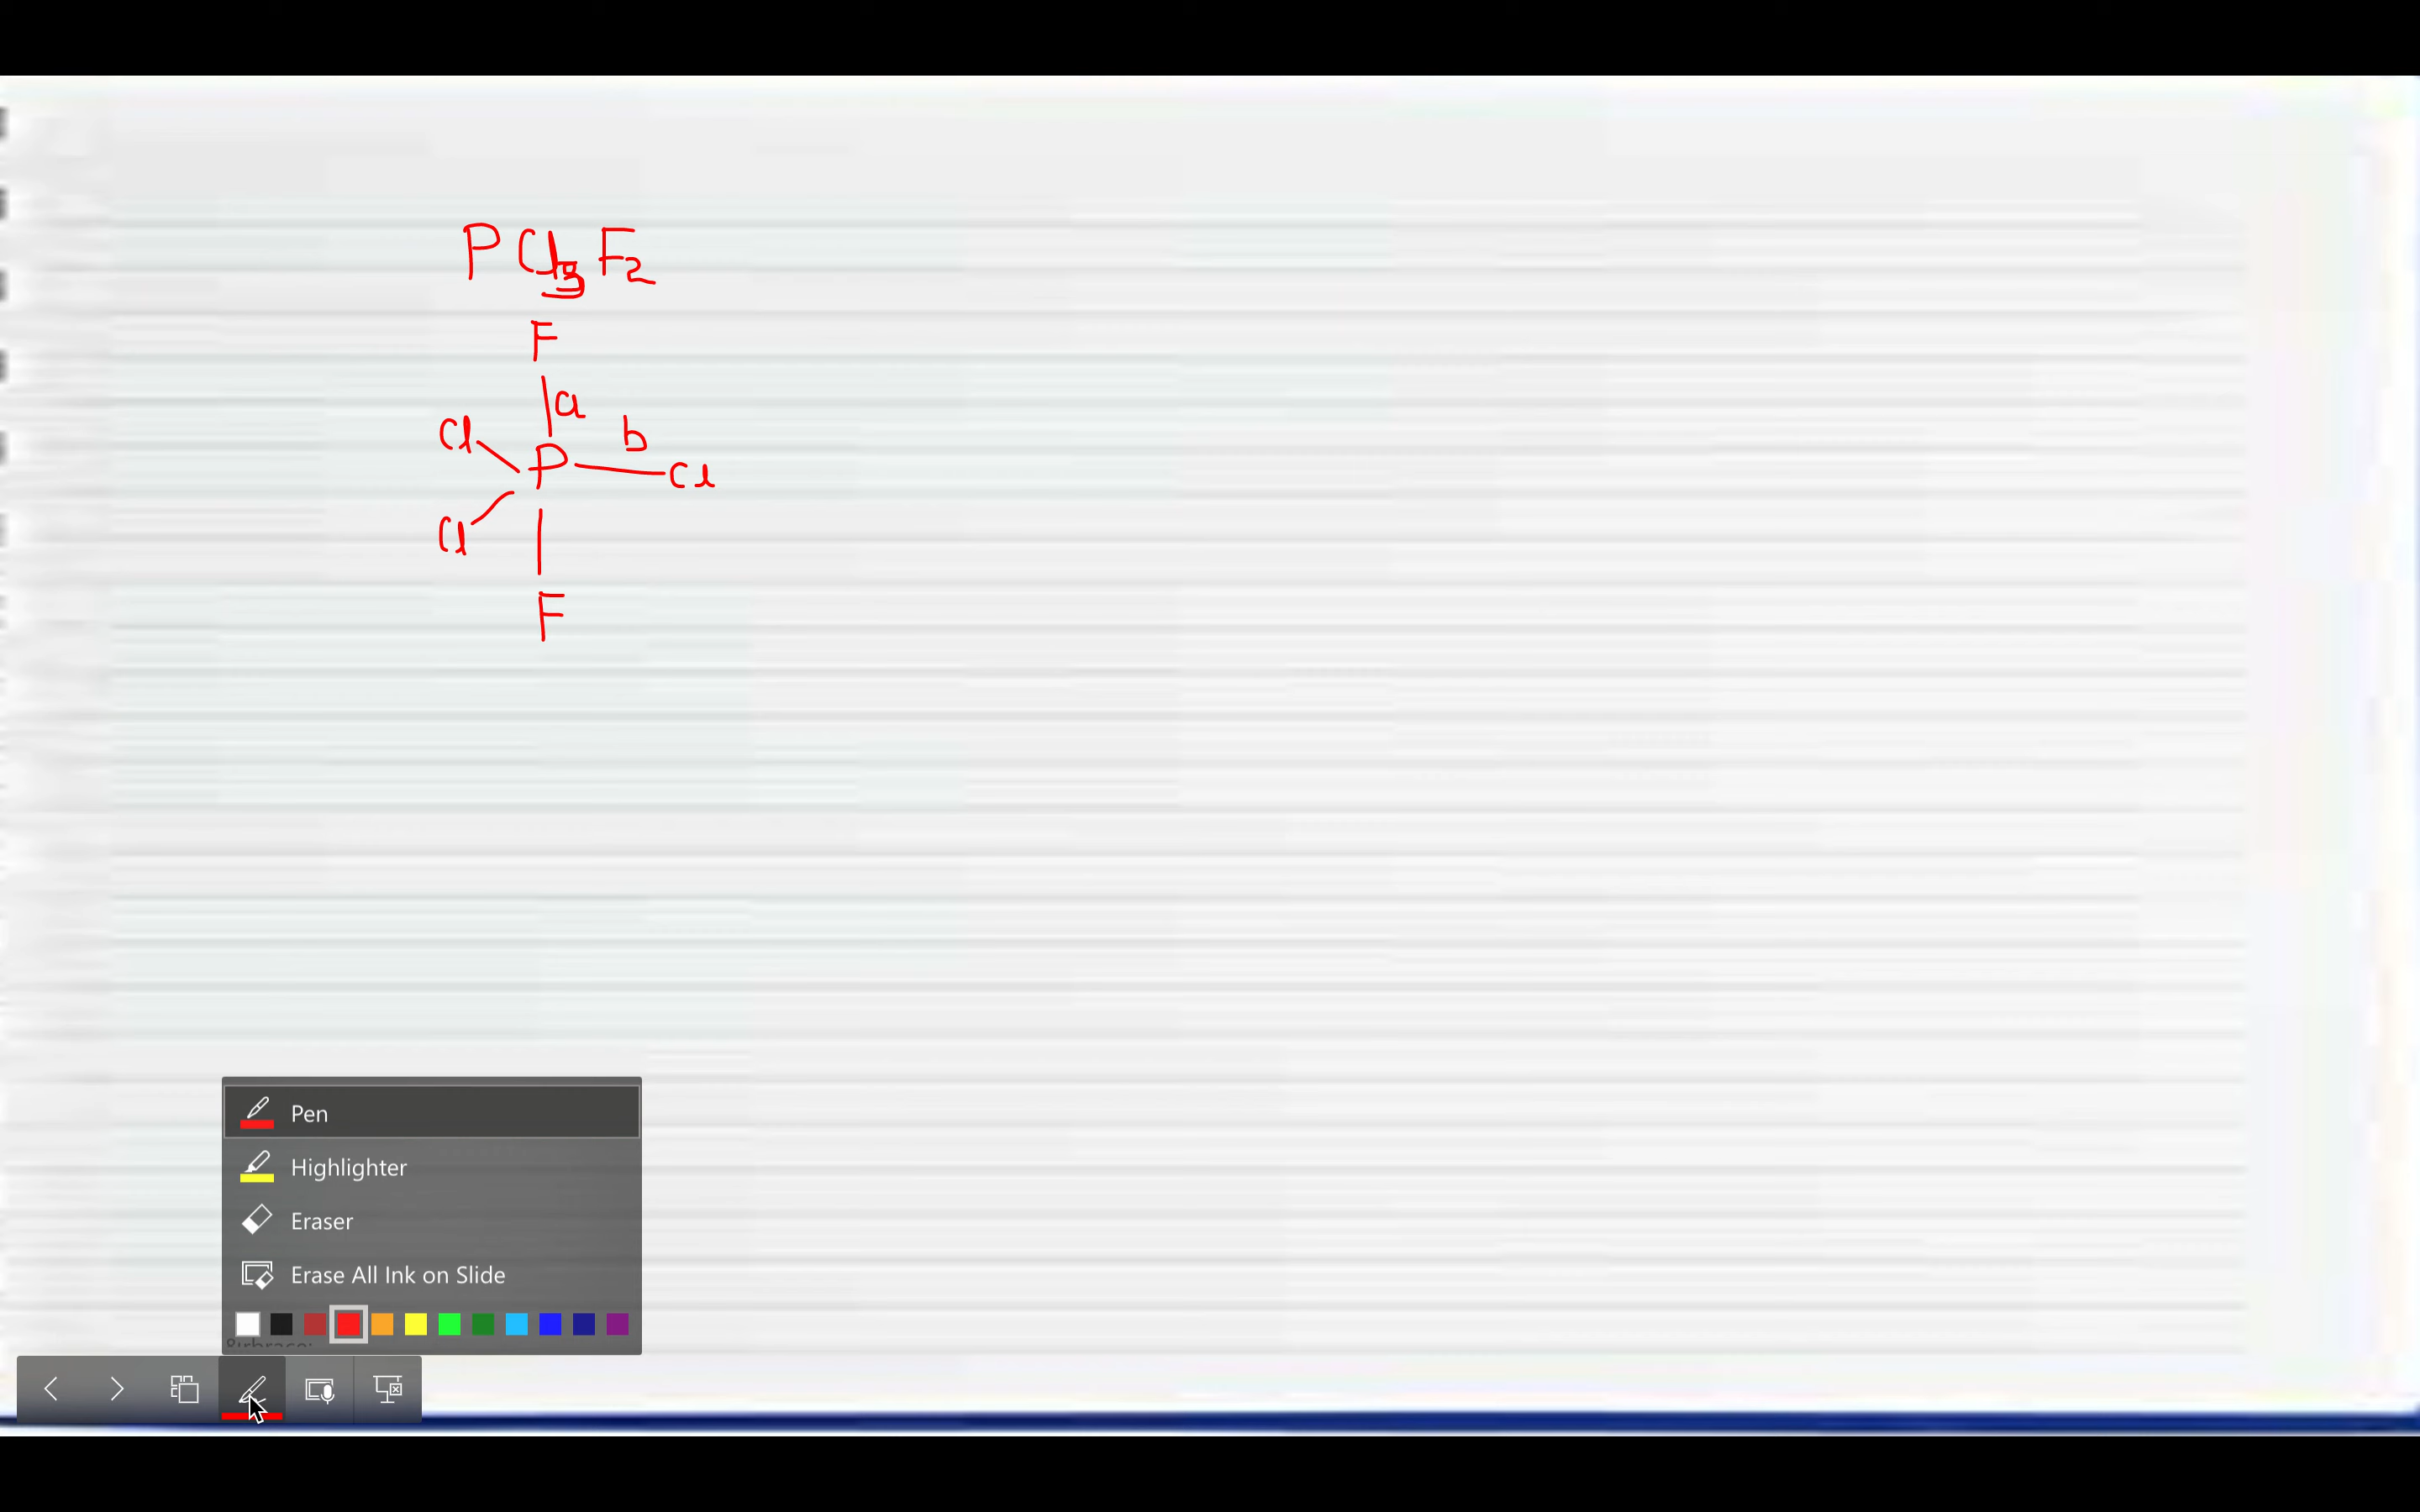 PCl3F2
F
a
Cl
b
P
Cl
Cl
F
Pen
Highlighter
Eraser
Erase All Ink on Slide